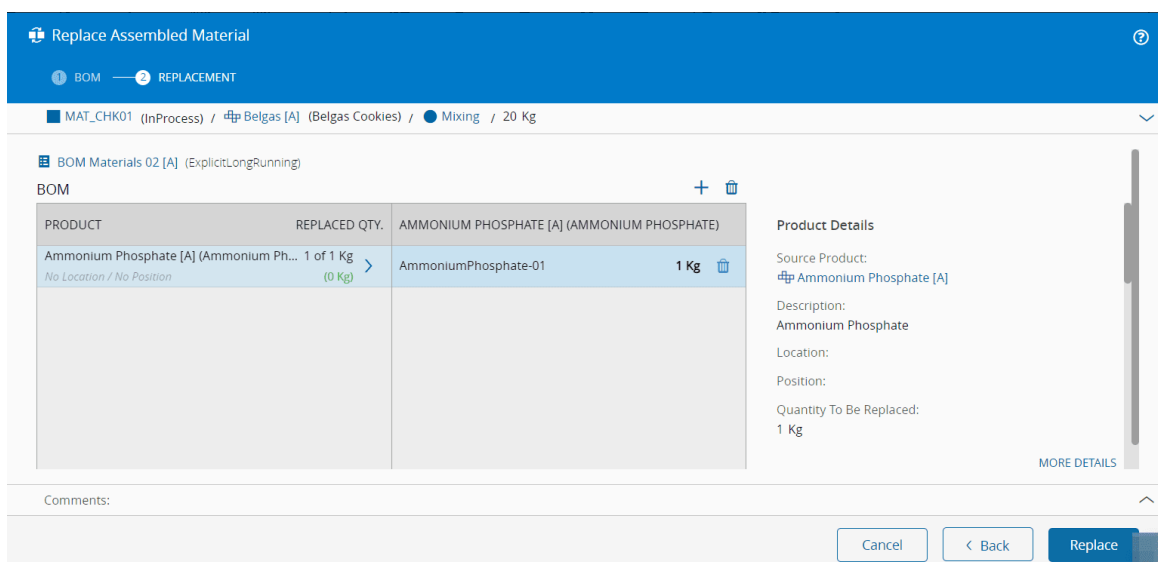 Replace Assembled Material
1 BOM 2 REPLACEMENT
MAT_CHK01 (InProcess) / Belgas [A] (Belgas Cookies) / Mixing / 20 Kg
BOM Materials 02 [A] (ExplicitLongRunning)
BOM
PRODUCT REPLACED QTY. AMMONIUM PHOSPHATE [A] (AMMONIUM PHOSPHATE)
Ammonium Phosphate [A] (Ammonium Ph... 1 of 1 Kg
No Location / No Position (0 Kg)
AmmoniumPhosphate-01 1 Kg
Product Details
Source Product:
Ammonium Phosphate [A]
Description:
Ammonium Phosphate
Location:
Position:
Quantity To Be Replaced:
1 Kg
MORE DETAILS
Comments:
Cancel < Back Replace